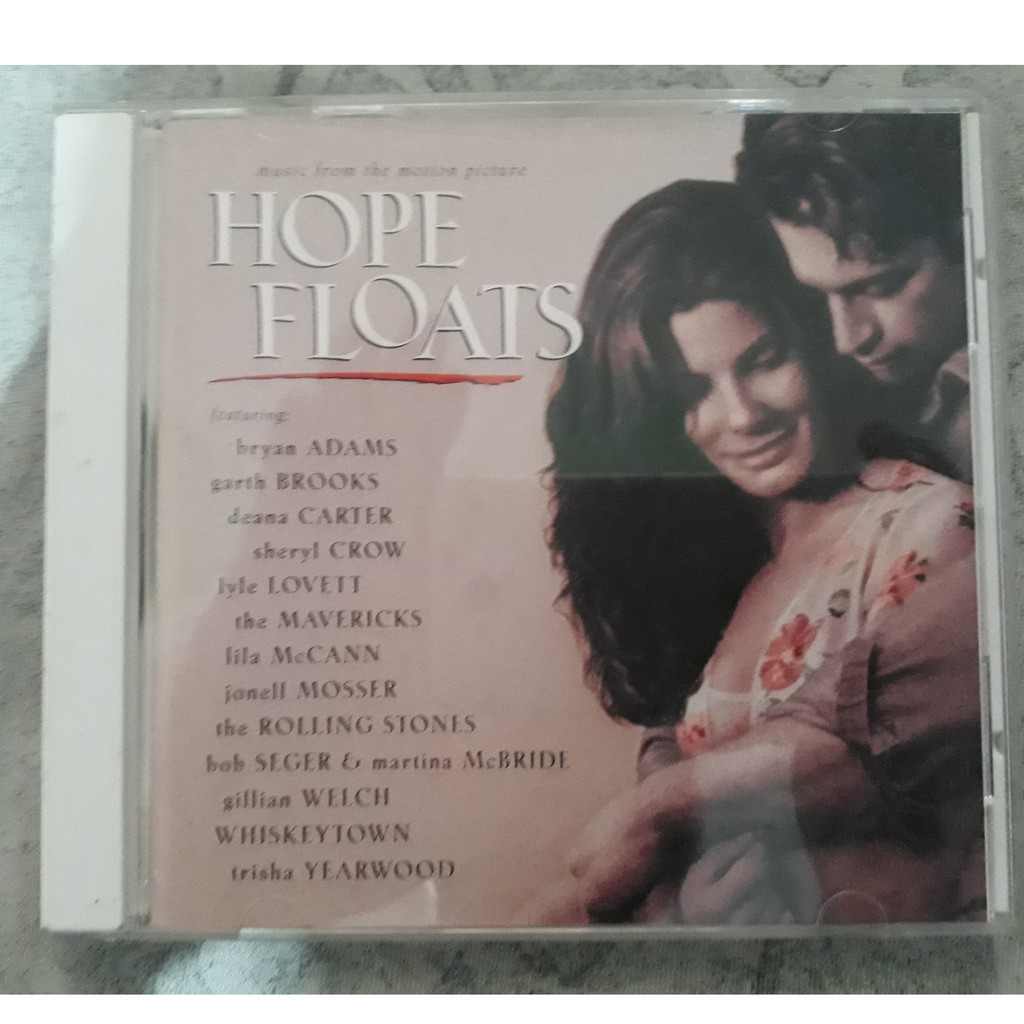 music from the motion picture
HOPE
FLOATS
featuring:
bryan ADAMS
garth BROOKS
deana CARTER
sheryl CROW
lyle LOVETT
the MAVERICKS
lila McCANN
jonell MOSSER
the ROLLING STONES
bob SEGER & martina McBRIDE
gillian WELCH
WHISKEYTOWN
trisha YEARWOOD